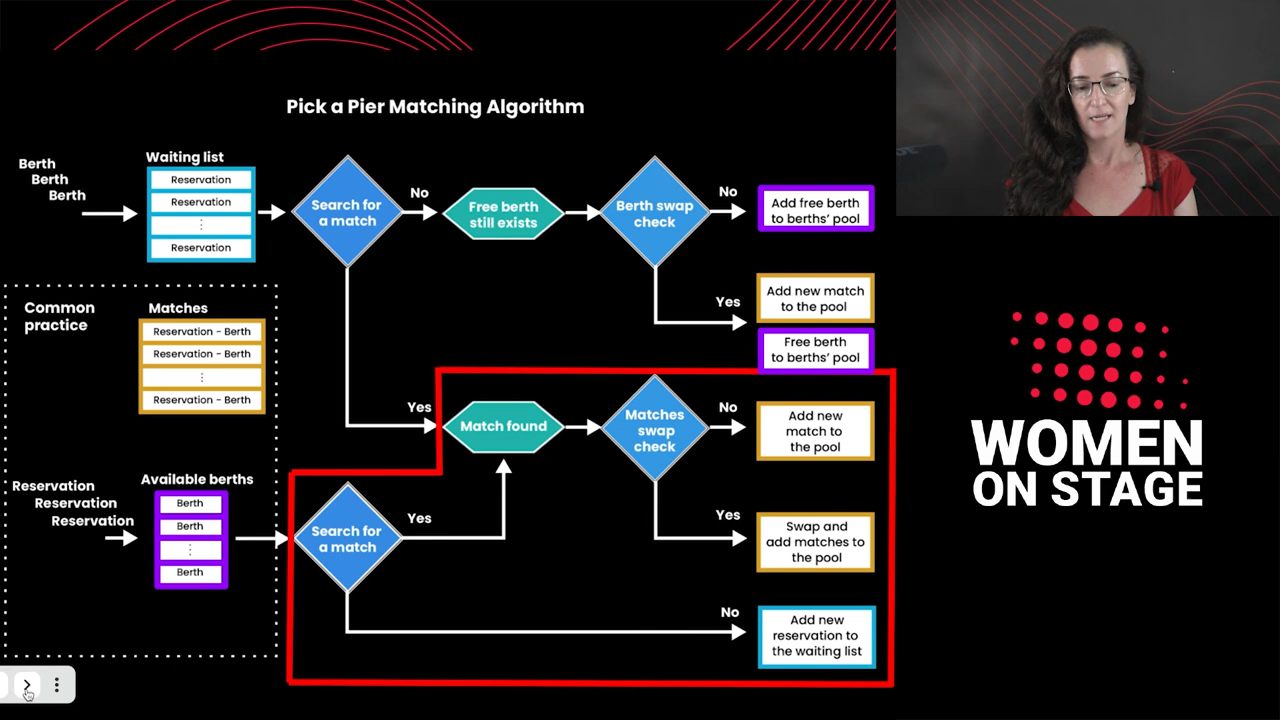 Pick a Pier Matching Algorithm
Berth
Berth
Berth
Waiting list
Reservation
Reservation
⋮
Reservation
Search for
a match
No
Free berth
still exists
Berth swap
check
No
Add free berth
to berths' pool
Yes
Add new match
to the pool
Free berth
to berths' pool
Common
practice
Matches
Reservation - Berth
Reservation - Berth
⋮
Reservation - Berth
Yes
Match found
Matches
swap
check
No
Add new
match to
the pool
Yes
Swap and
add matches to
the pool
Reservation
Reservation
Reservation
Available berths
Berth
Berth
⋮
Berth
Search for
a match
Yes
No
Add new
reservation to
the waiting list
WOMEN
ON STAGE